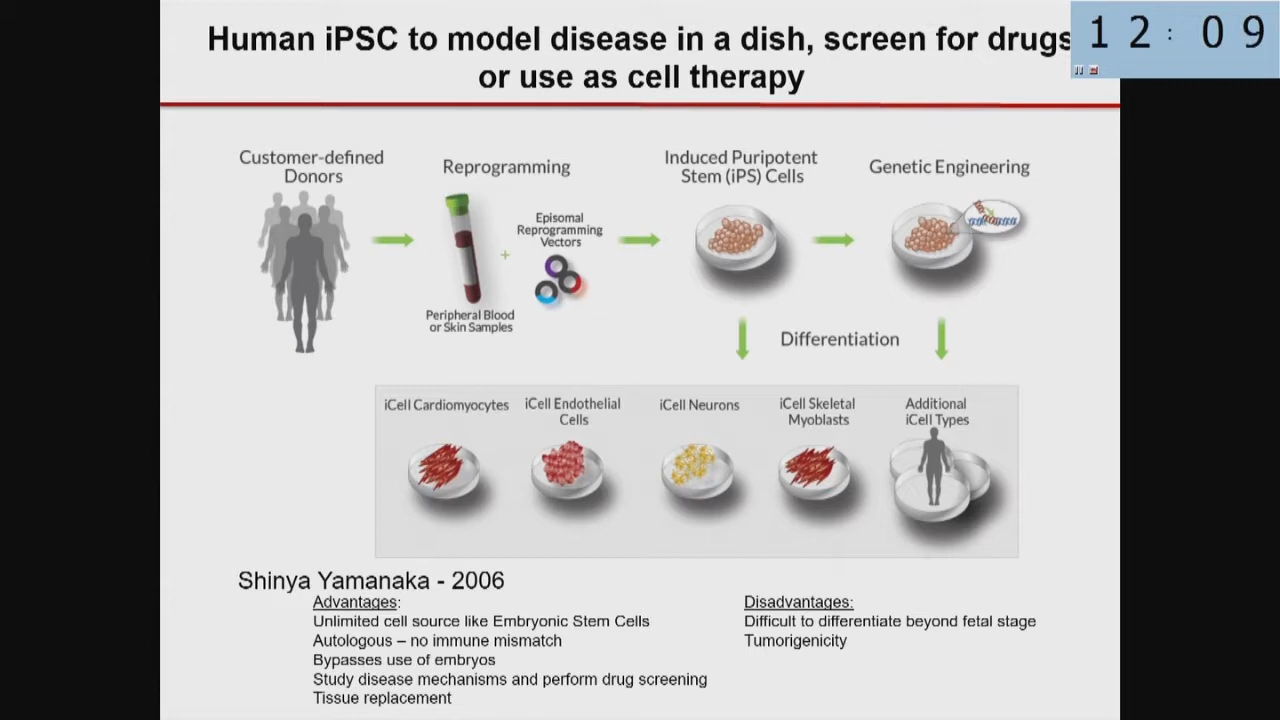 Human iPSC to model disease in a dish, screen for drugs
or use as cell therapy
12:09
Customer-defined
Donors
Reprogramming
Induced Puripotent
Stem (iPS) Cells
Genetic Engineering
Episomal
Reprogramming
Vectors
+
Peripheral Blood
or Skin Samples
Differentiation
iCell Cardiomyocytes
iCell Endothelial
Cells
iCell Neurons
iCell Skeletal
Myoblasts
Additional
iCell Types
Shinya Yamanaka - 2006
Advantages:
Unlimited cell source like Embryonic Stem Cells
Autologous – no immune mismatch
Bypasses use of embryos
Study disease mechanisms and perform drug screening
Tissue replacement
Disadvantages:
Difficult to differentiate beyond fetal stage
Tumorigenicity